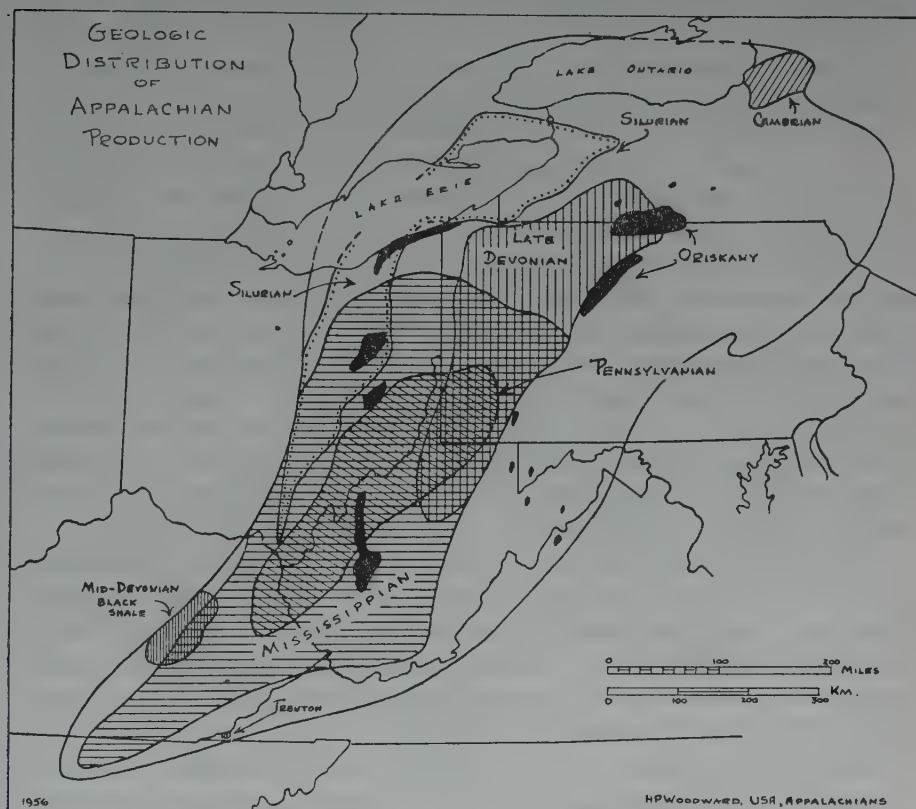 GEOLOGIC
DISTRIBUTION
OF
APPALACHIAN
PRODUCTION
LAKE ONTARIO
CAMBRIAN
SILURIAN
LAKE ERIE
LATE
DEVONIAN
ORISKANY
SILURIAN
PENNSYLVANIAN
MID-DEVONIAN
BLACK
SHALE
MISSISSIPPIAN
TRENTON
0 100 200
MILES
KM.
0 100 200 300
1956
HPWOODWARD, USA, APPALACHIANS